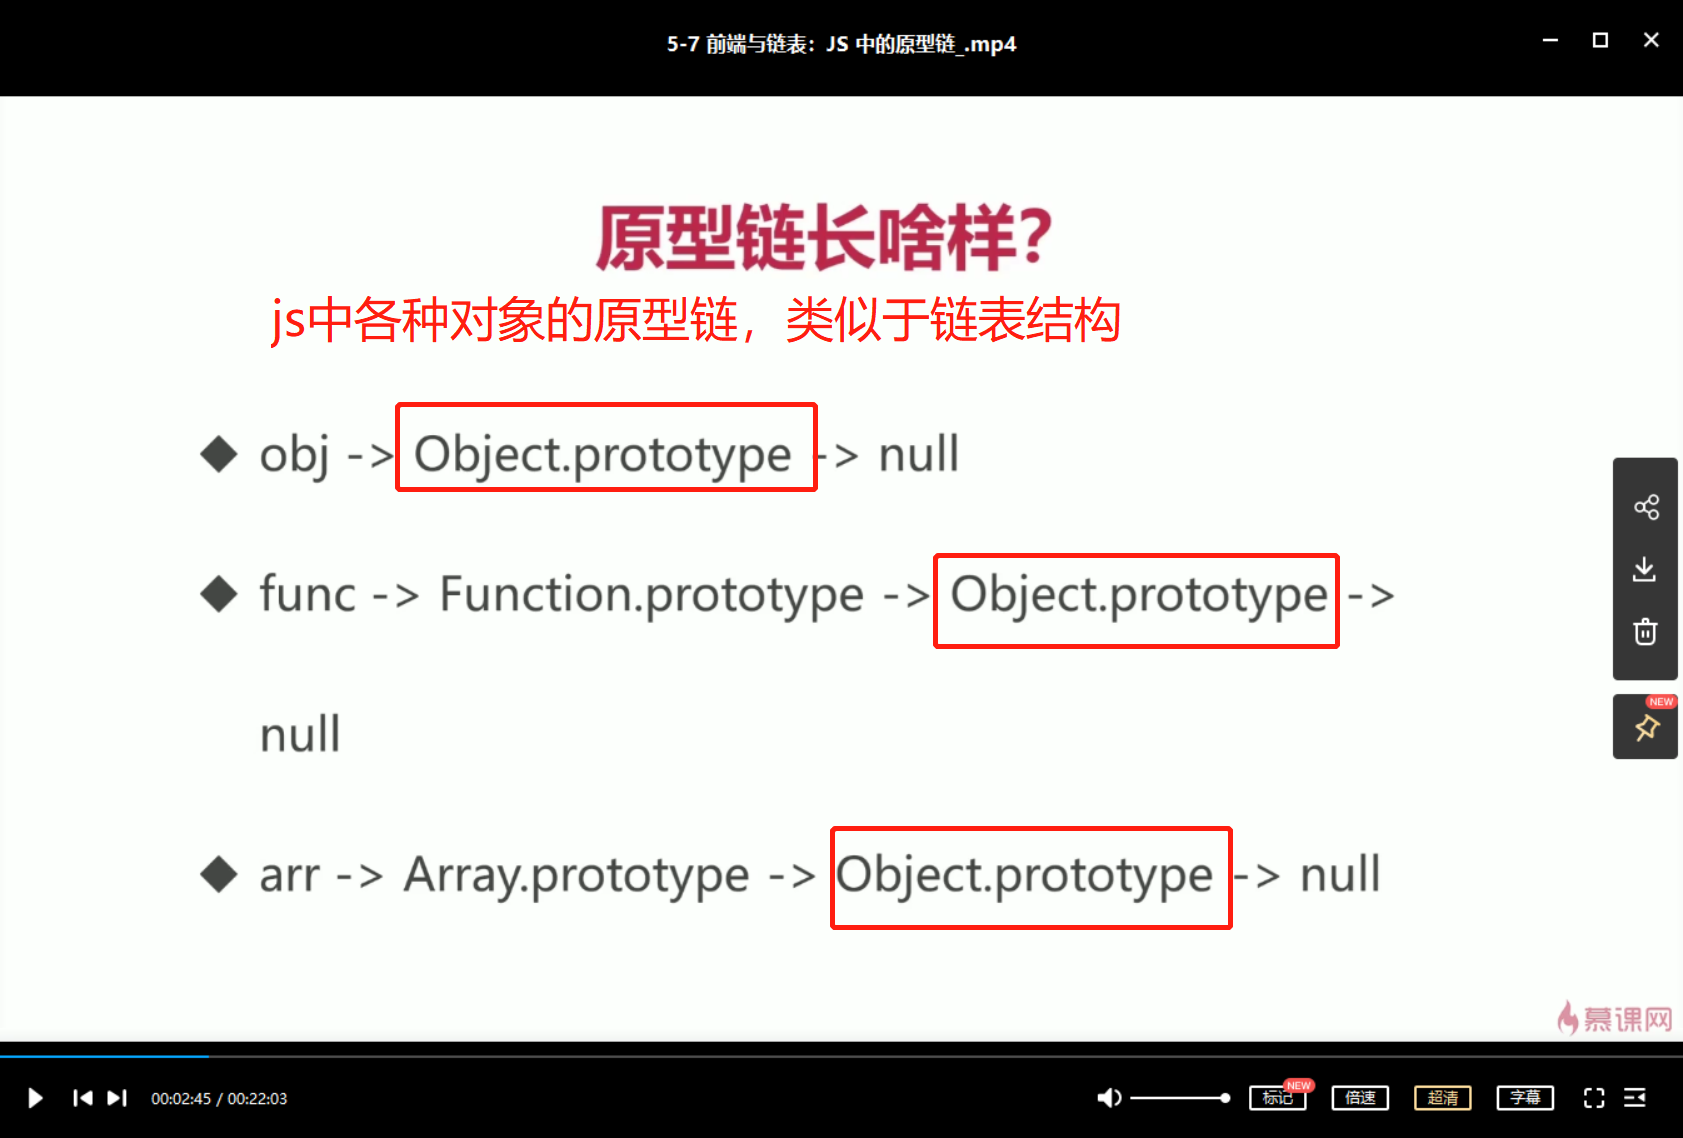 5-7 前端与链表：JS 中的原型链_.mp4
原型链长啥样？
js中各种对象的原型链，类似于链表结构
◆ obj -> Object.prototype -> null
◆ func -> Function.prototype -> Object.prototype ->
null
◆ arr -> Array.prototype -> Object.prototype -> null
NEW
慕课网
00:02:45 / 00:22:03
标记
NEW
倍速
超清
字幕